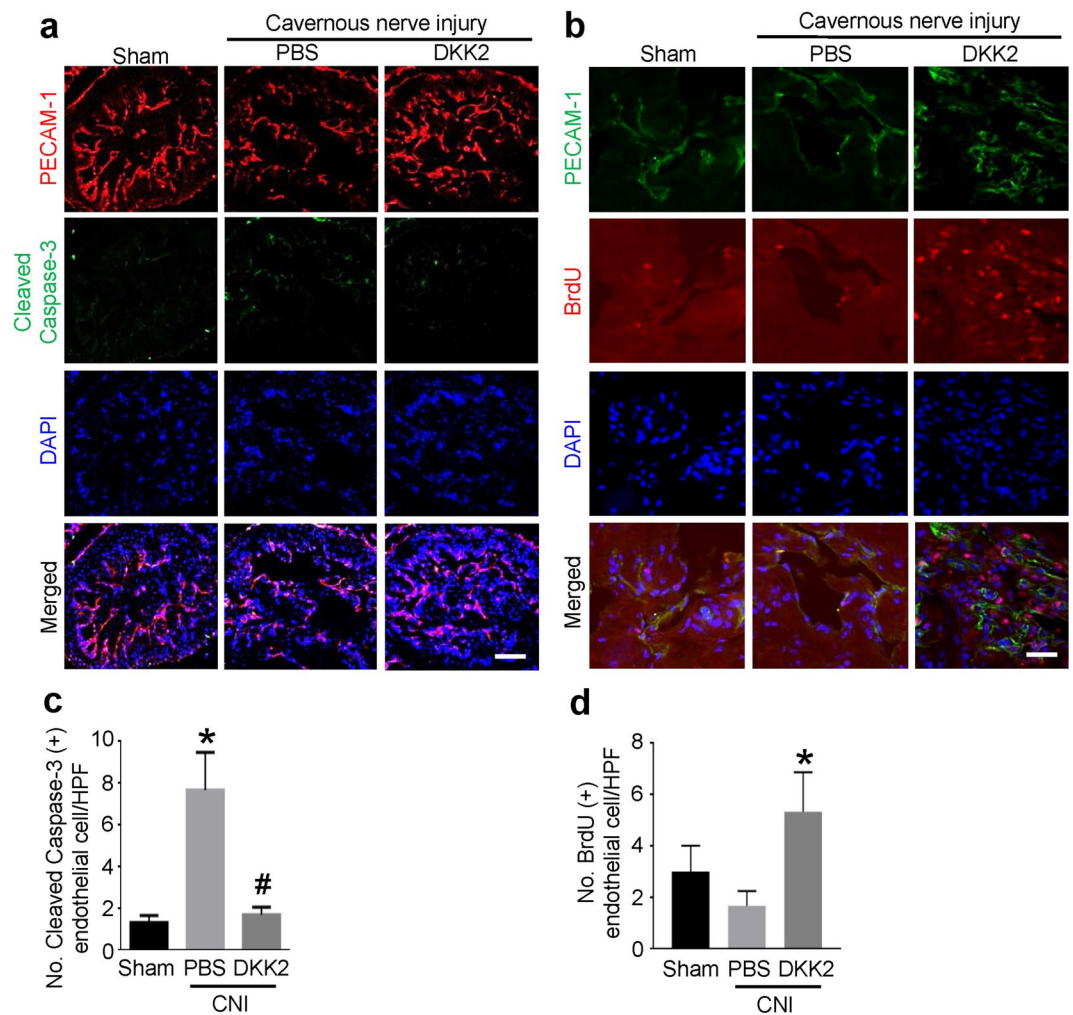 a
Cavernous nerve injury
Sham
PBS
DKK2
PECAM-1
Cleaved
Caspase-3
DAPI
Merged
b
Cavernous nerve injury
Sham
PBS
DKK2
PECAM-1
BrdU
DAPI
Merged
c
No. Cleaved Caspase-3 (+)
endothelial cell/HPF
10
8
6
4
2
0
*
#
Sham PBS DKK2
CNI
d
No. BrdU (+)
endothelial cell/HPF
8
6
4
2
0
*
Sham PBS DKK2
CNI